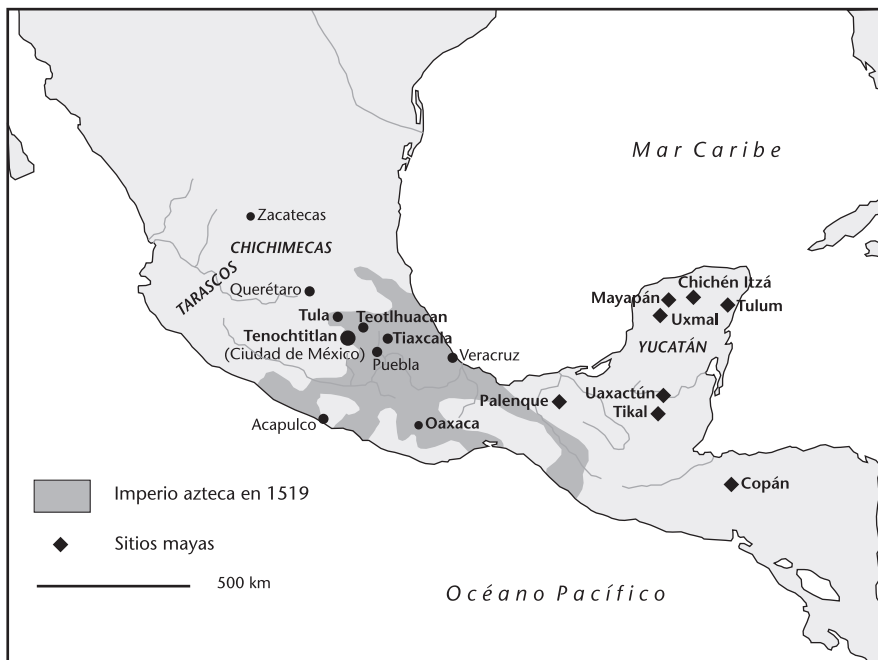 Mar Caribe
Zacatecas
CHICHIMECAS
TARASCOS
Querétaro
Tula
Teotlhuacan
Tenochtitlan
(Ciudad de México)
Tiaxcala
Puebla
Veracruz
Acapulco
Oaxaca
Chichén Itzá
Mayapán
Tulum
Uxmal
YUCATÁN
Palenque
Uaxactún
Tikal
Copán
Imperio azteca en 1519
Sitios mayas
500 km
Océano Pacífico